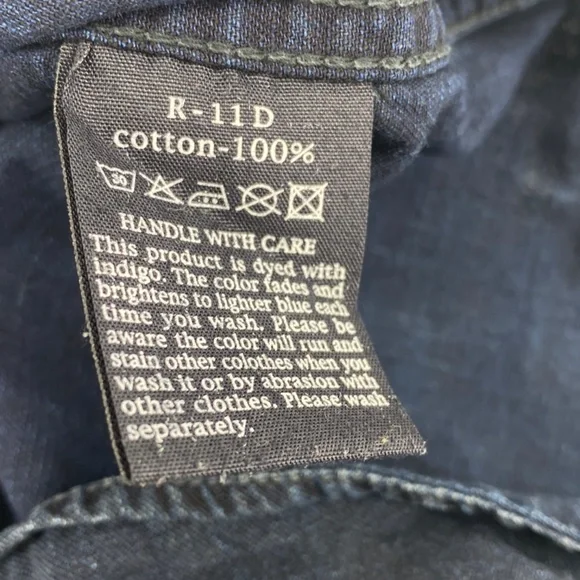 R-11D
cotton-100%
30
HANDLE WITH CARE
This product is dyed with
Indigo. The color fades and
brightens to lighter blue each
time you wash. Please be
aware the color will run and
stain other colothes when you
wash it or by abrasion with
other clothes. Please wash
separately.